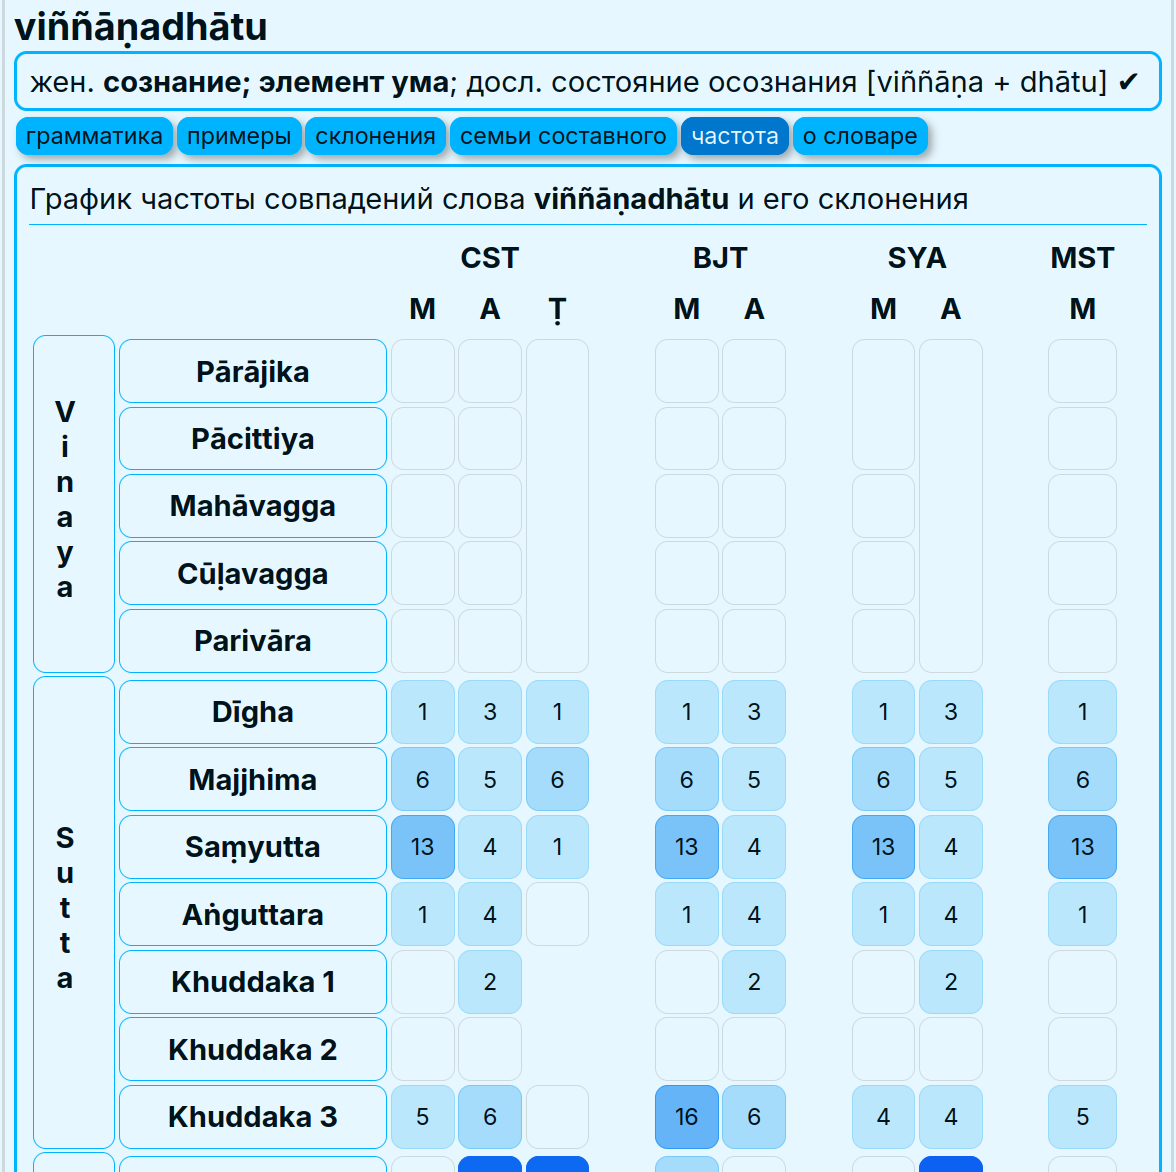 viññāṇadhātu
жен. сознание; элемент ума; досл. состояние осознания [viññāṇa + dhātu] ✔
грамматика примеры склонения семьи составного частота о словаре
График частоты совпадений слова viññāṇadhātu и его склонения
CST BJT SYA MST
M A Ṭ M A M A M
Vinaya
Pārājika
Pācittiya
Mahāvagga
Cūḷavagga
Parivāra
Sutta
Dīgha 1 3 1 1 3 1 3 1
Majjhima 6 5 6 6 5 6 5 6
Saṃyutta 13 4 1 13 4 13 4 13
Aṅguttara 1 4 1 4 1 4 1
Khuddaka 1 2 2 2
Khuddaka 2
Khuddaka 3 5 6 16 6 4 4 5